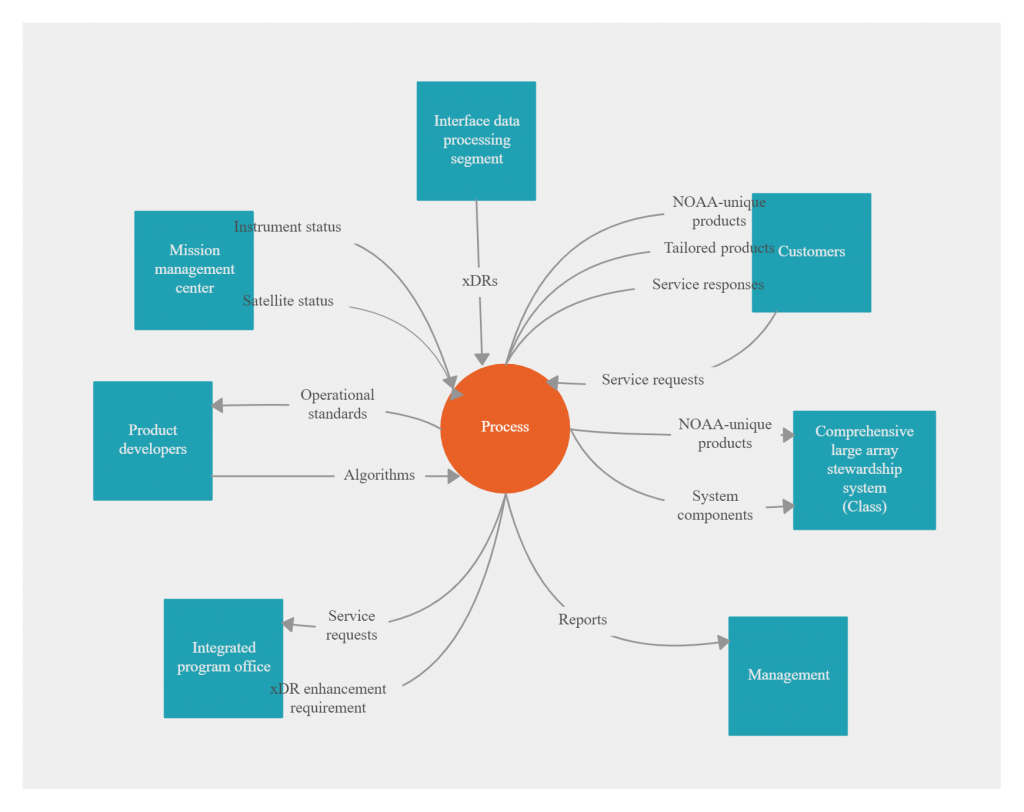 Interface data
processing
segment
NOAA-unique
products
Instrument status
Mission
management
center
Tailored products
Customers
xDRs
Service responses
Satellite status
Service requests
Operational
standards
Process
Product
developers
NOAA-unique
products
Comprehensive
large array
stewardship
system
(Class)
Algorithms
System
components
Service
requests
Reports
Integrated
program office
Management
xDR enhancement
requirement